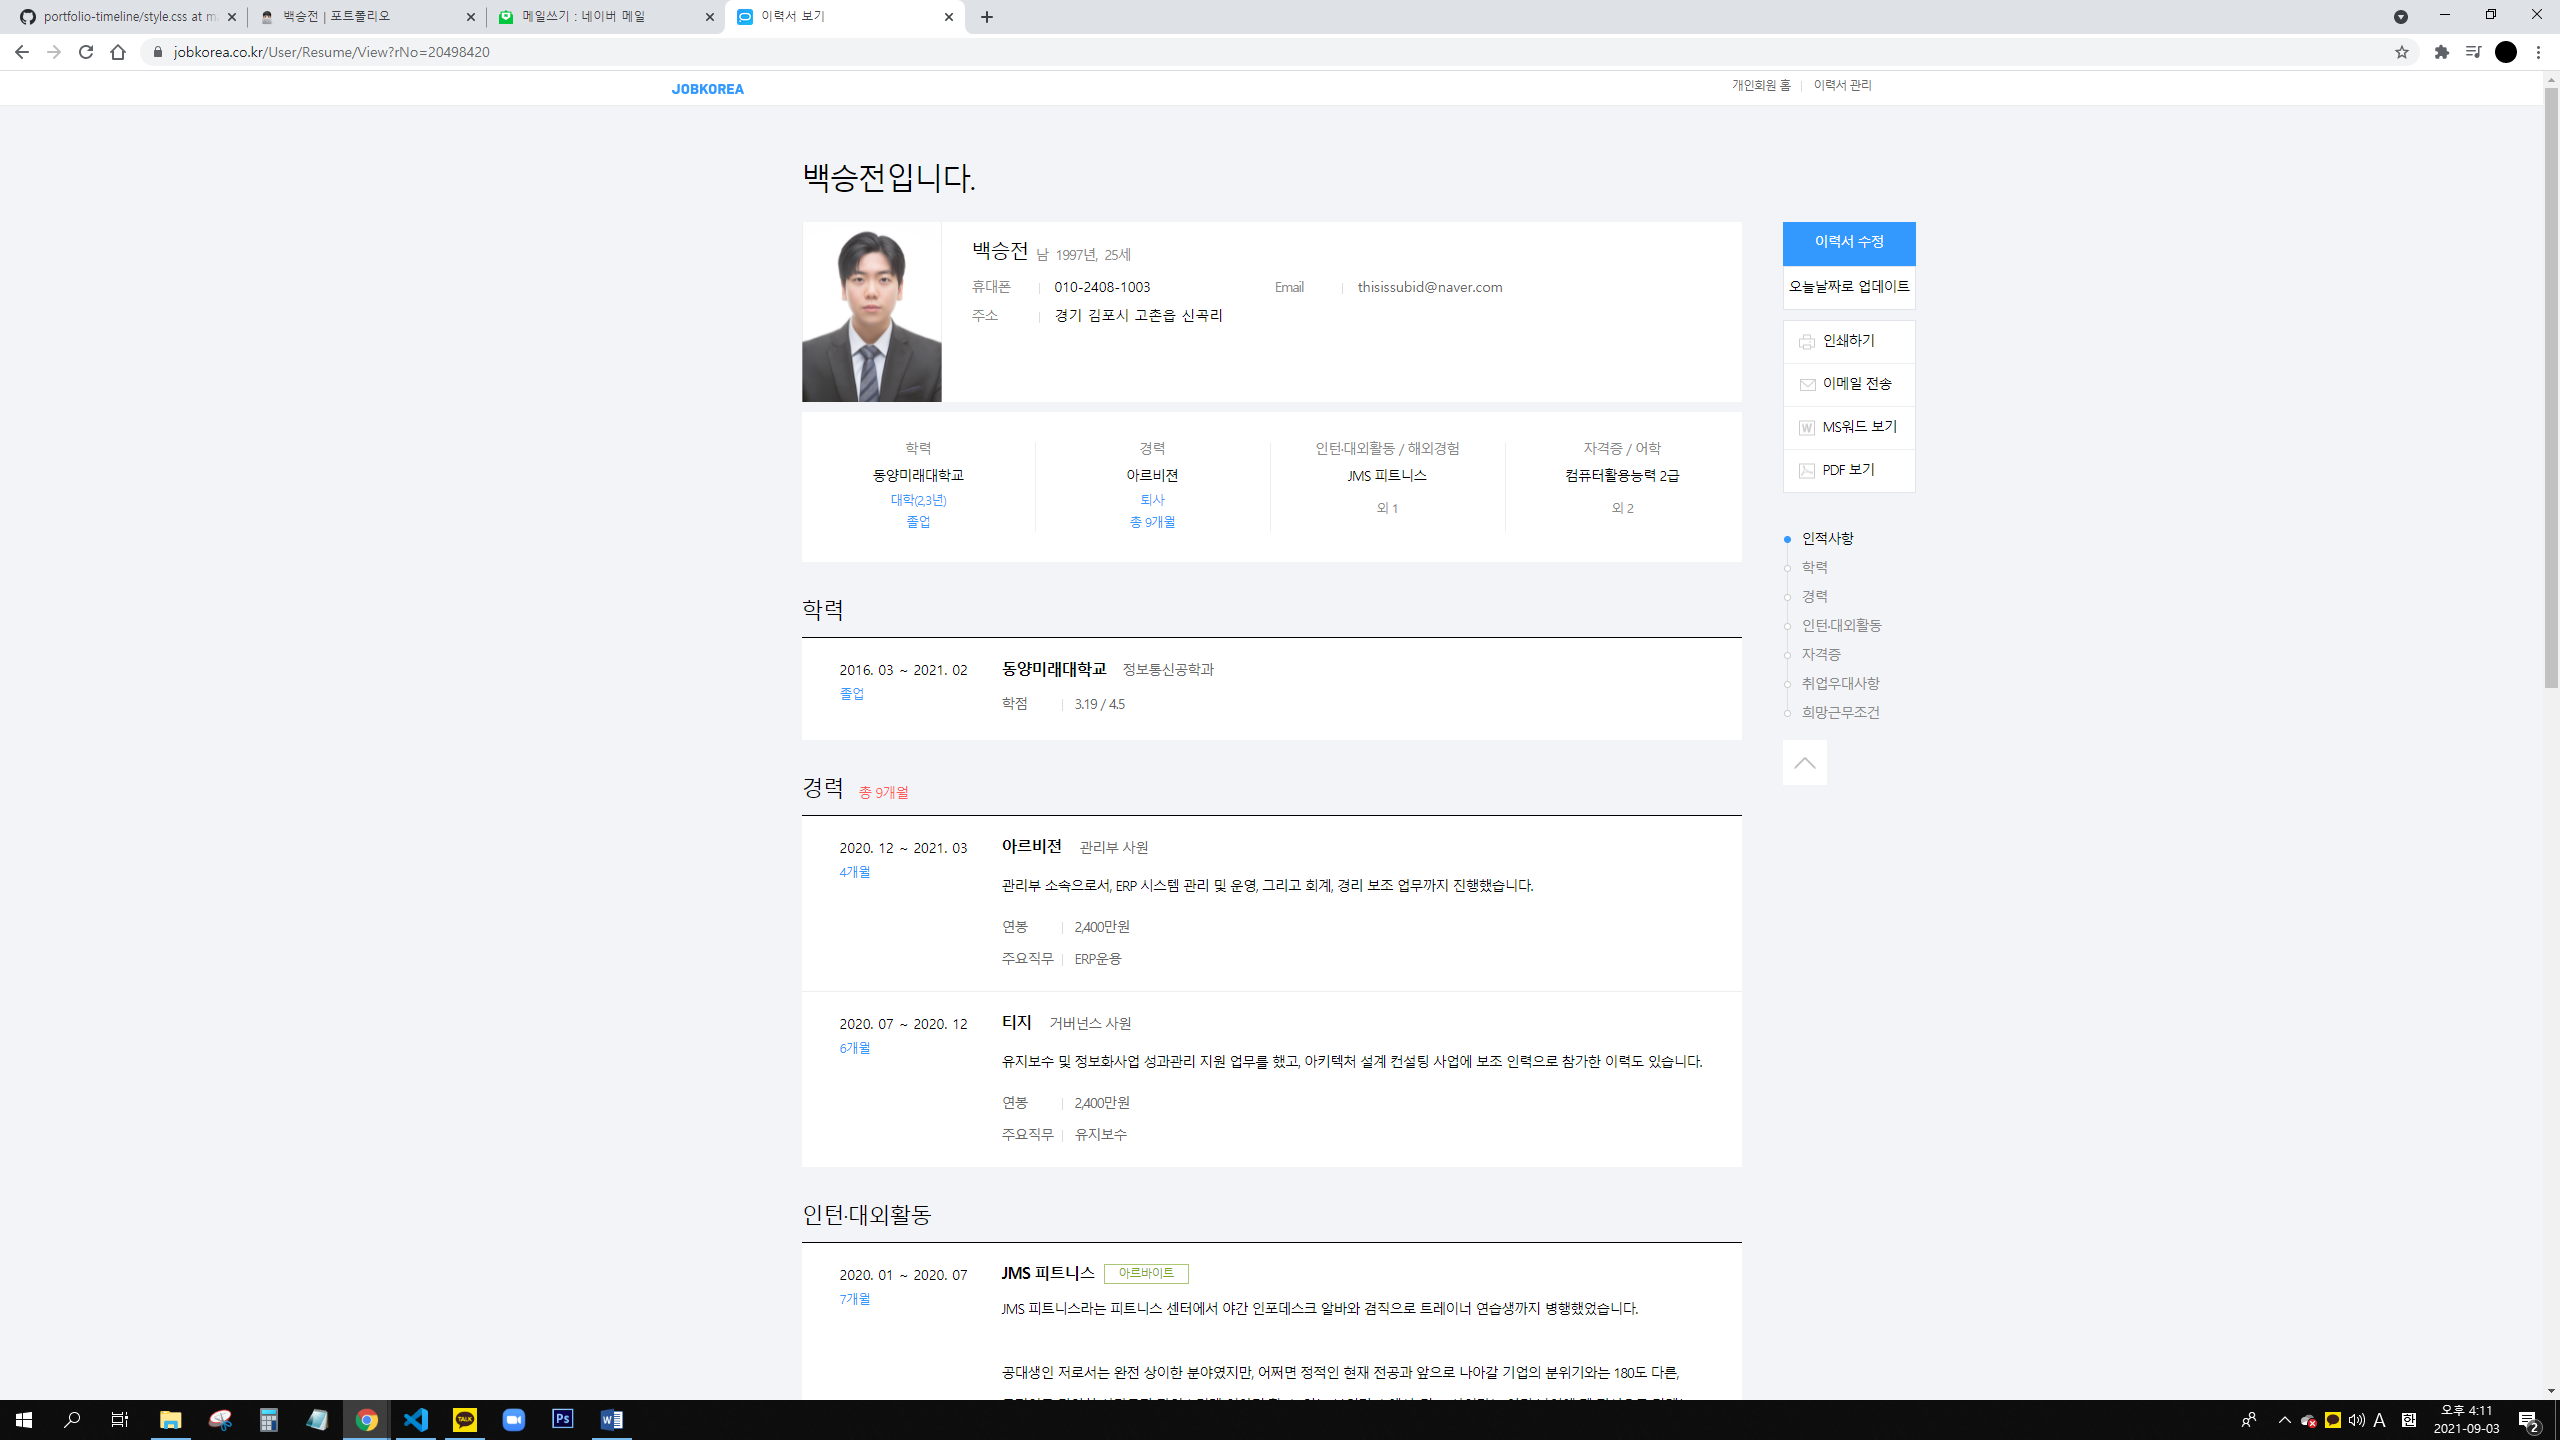 portfolio-timeline/style.css at m
백승전 | 포트폴리오
메일쓰기 : 네이버 메일
이력서 보기
jobkorea.co.kr/User/Resume/View?rNo=20498420
JOBKOREA
개인회원 홈
이력서 관리
백승전입니다.
백승전 남 1997년, 25세
휴대폰 010-2408-1003 Email thisissubid@naver.com
주소 경기 김포시 고촌읍 신곡리
이력서 수정
오늘날짜로 업데이트
인쇄하기
이메일 전송
MS워드 보기
PDF 보기
학력 경력 인턴·대외활동 / 해외경험 자격증 / 어학
동양미래대학교 아르비젼 JMS 피트니스 컴퓨터활용능력 2급
대학(2,3년) 퇴사 외 1 외 2
졸업 총 9개월
인적사항
학력
경력
인턴·대외활동
자격증
취업우대사항
희망근무조건
학력
2016. 03 ~ 2021. 02 동양미래대학교 정보통신공학과
졸업
학점 3.19 / 4.5
경력 총 9개월
2020. 12 ~ 2021. 03 아르비젼 관리부 사원
4개월
관리부 소속으로서, ERP 시스템 관리 및 운영, 그리고 회계, 경리 보조 업무까지 진행했습니다.
연봉 2,400만원
주요직무 ERP운용
2020. 07 ~ 2020. 12 티지 거버넌스 사원
6개월
유지보수 및 정보화사업 성과관리 지원 업무를 했고, 아키텍처 설계 컨설팅 사업에 보조 인력으로 참가한 이력도 있습니다.
연봉 2,400만원
주요직무 유지보수
인턴·대외활동
2020. 01 ~ 2020. 07 JMS 피트니스 아르바이트
7개월
JMS 피트니스라는 피트니스 센터에서 야간 인포데스크 알바와 겸직으로 트레이너 연습생까지 병행했었습니다.
공대생인 저로서는 완전 상이한 분야였지만, 어쩌면 정적인 현재 전공과 앞으로 나아갈 기업의 분위기와는 180도 다른,
TALK
Ps
A
한
오후 4:11
2021-09-03
2